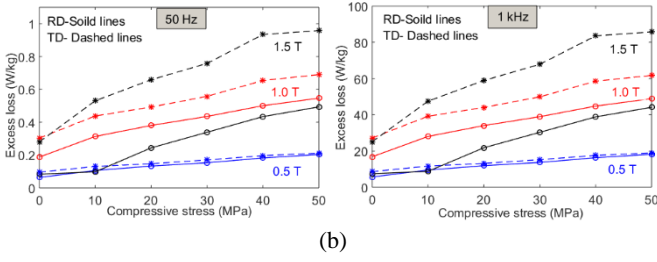 RD-Soild lines
TD- Dashed lines
50 Hz
1.5 T
1.0 T
0.5 T
Excess loss (W/kg)
1
0.8
0.6
0.4
0.2
0
0 10 20 30 40 50
Compressive stress (MPa)
RD-Soild lines
TD- Dashed lines
1 kHz
1.5 T
1.0 T
0.5 T
Excess loss (W/kg)
100
80
60
40
20
0
0 10 20 30 40 50
Compressive stress (MPa)
(b)